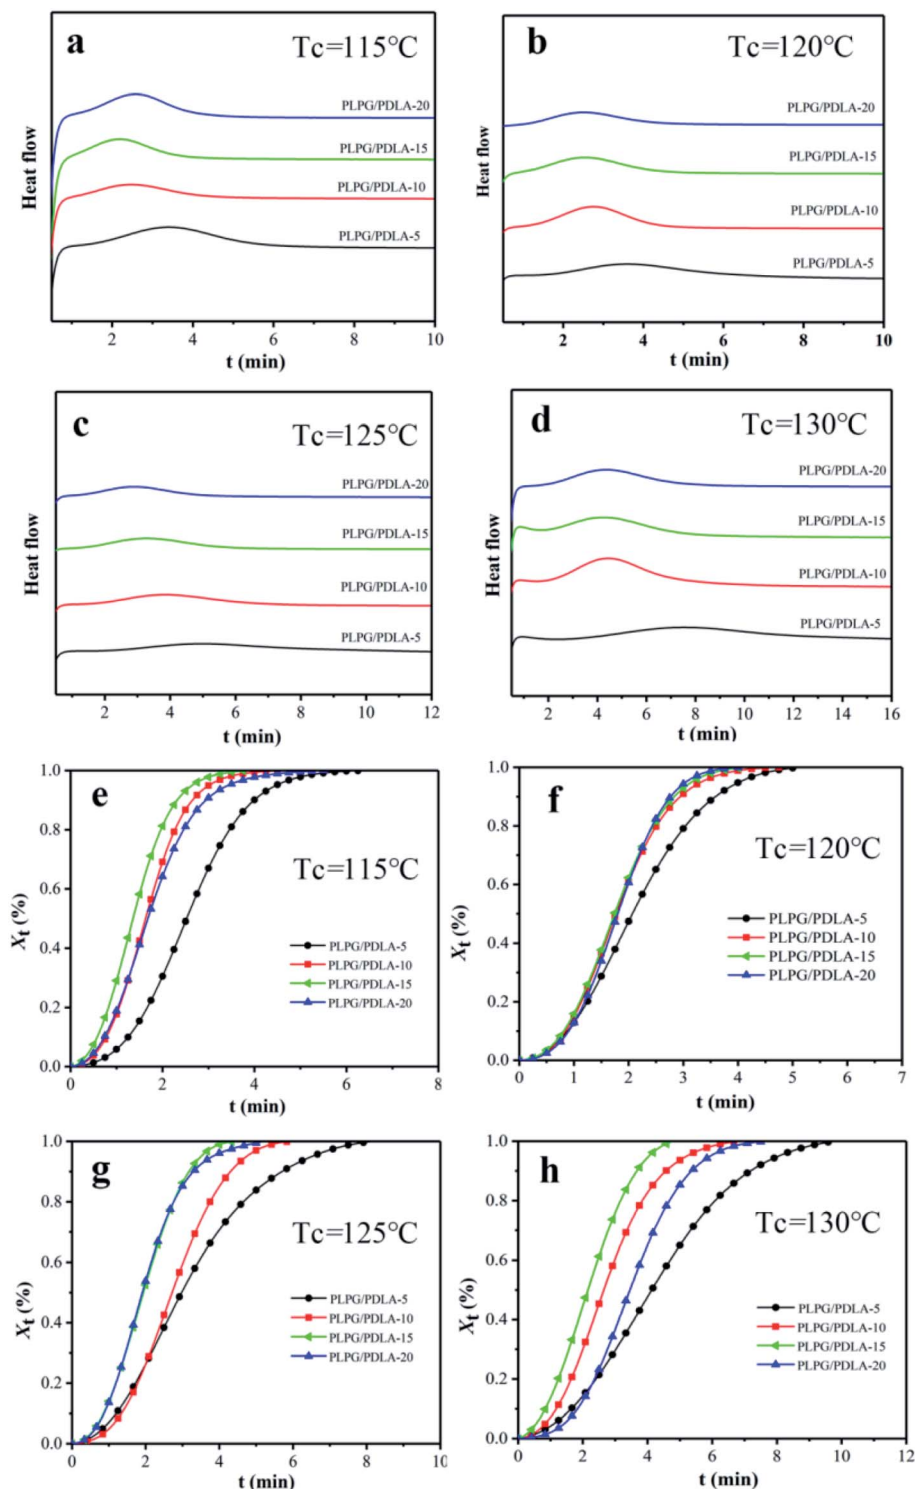 a
Tc=115°C
PLPG/PDLA-20
PLPG/PDLA-15
PLPG/PDLA-10
PLPG/PDLA-5
Heat flow
2 4 6 8 10
t (min)
b
Tc=120°C
PLPG/PDLA-20
PLPG/PDLA-15
PLPG/PDLA-10
PLPG/PDLA-5
Heat flow
2 4 6 8 10
t (min)
c
Tc=125°C
PLPG/PDLA-20
PLPG/PDLA-15
PLPG/PDLA-10
PLPG/PDLA-5
Heat flow
2 4 6 8 10 12
t (min)
d
Tc=130°C
PLPG/PDLA-20
PLPG/PDLA-15
PLPG/PDLA-10
PLPG/PDLA-5
Heat flow
2 4 6 8 10 12 14 16
t (min)
e
Tc=115°C
1.0
0.8
0.6
0.4
0.2
0.0
Xt (%)
PLPG/PDLA-5
PLPG/PDLA-10
PLPG/PDLA-15
PLPG/PDLA-20
0 2 4 6 8
t (min)
f
Tc=120°C
1.0
0.8
0.6
0.4
0.2
0.0
Xt (%)
PLPG/PDLA-5
PLPG/PDLA-10
PLPG/PDLA-15
PLPG/PDLA-20
0 1 2 3 4 5 6 7
t (min)
g
Tc=125°C
1.0
0.8
0.6
0.4
0.2
0.0
Xt (%)
PLPG/PDLA-5
PLPG/PDLA-10
PLPG/PDLA-15
PLPG/PDLA-20
0 2 4 6 8 10
t (min)
h
Tc=130°C
1.0
0.8
0.6
0.4
0.2
0.0
Xt (%)
PLPG/PDLA-5
PLPG/PDLA-10
PLPG/PDLA-15
PLPG/PDLA-20
0 2 4 6 8 10 12
t (min)